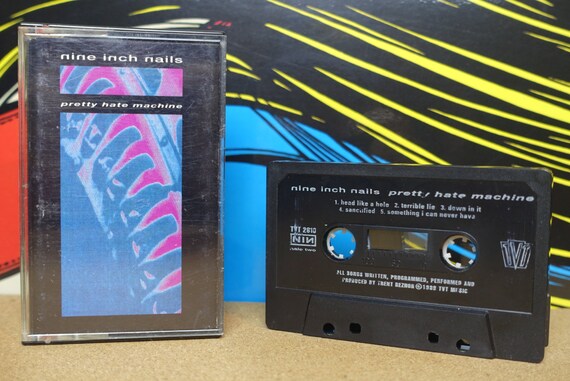 nine inch nails
pretty hate machine
nine inch nails pretty hate machine
1. head like a hole 2. terrible lie 3. down in it
4. sanctified 5. something i can never have
TVT 2610
NIN
TVT
ALL SONGS WRITTEN, PROGRAMMED, PERFORMED AND
PRODUCED BY TRENT REZNOR ℗© 1989 TVT MUSIC